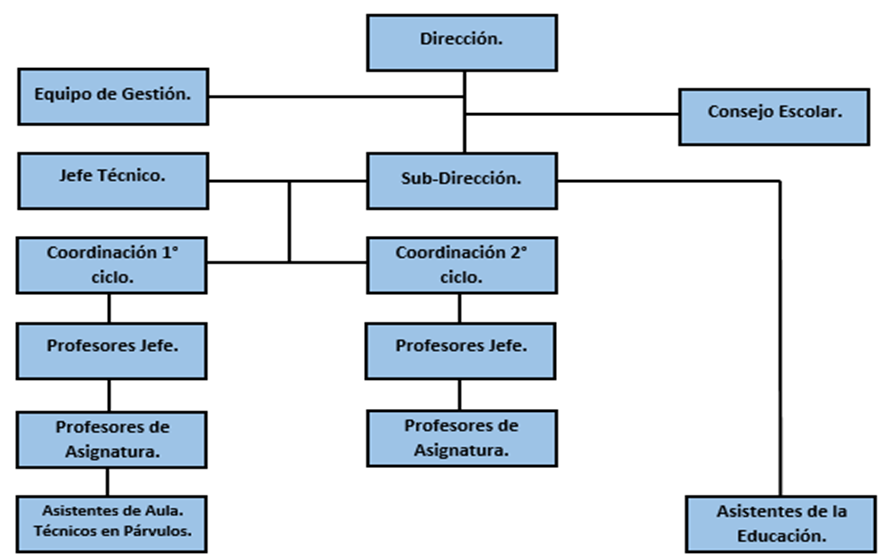 Dirección.
Equipo de Gestión.
Consejo Escolar.
Jefe Técnico.
Sub-Dirección.
Coordinación 1°
ciclo.
Coordinación 2°
ciclo.
Profesores Jefe.
Profesores Jefe.
Profesores de
Asignatura.
Profesores de
Asignatura.
Asistentes de Aula.
Técnicos en Párvulos.
Asistentes de la
Educación.